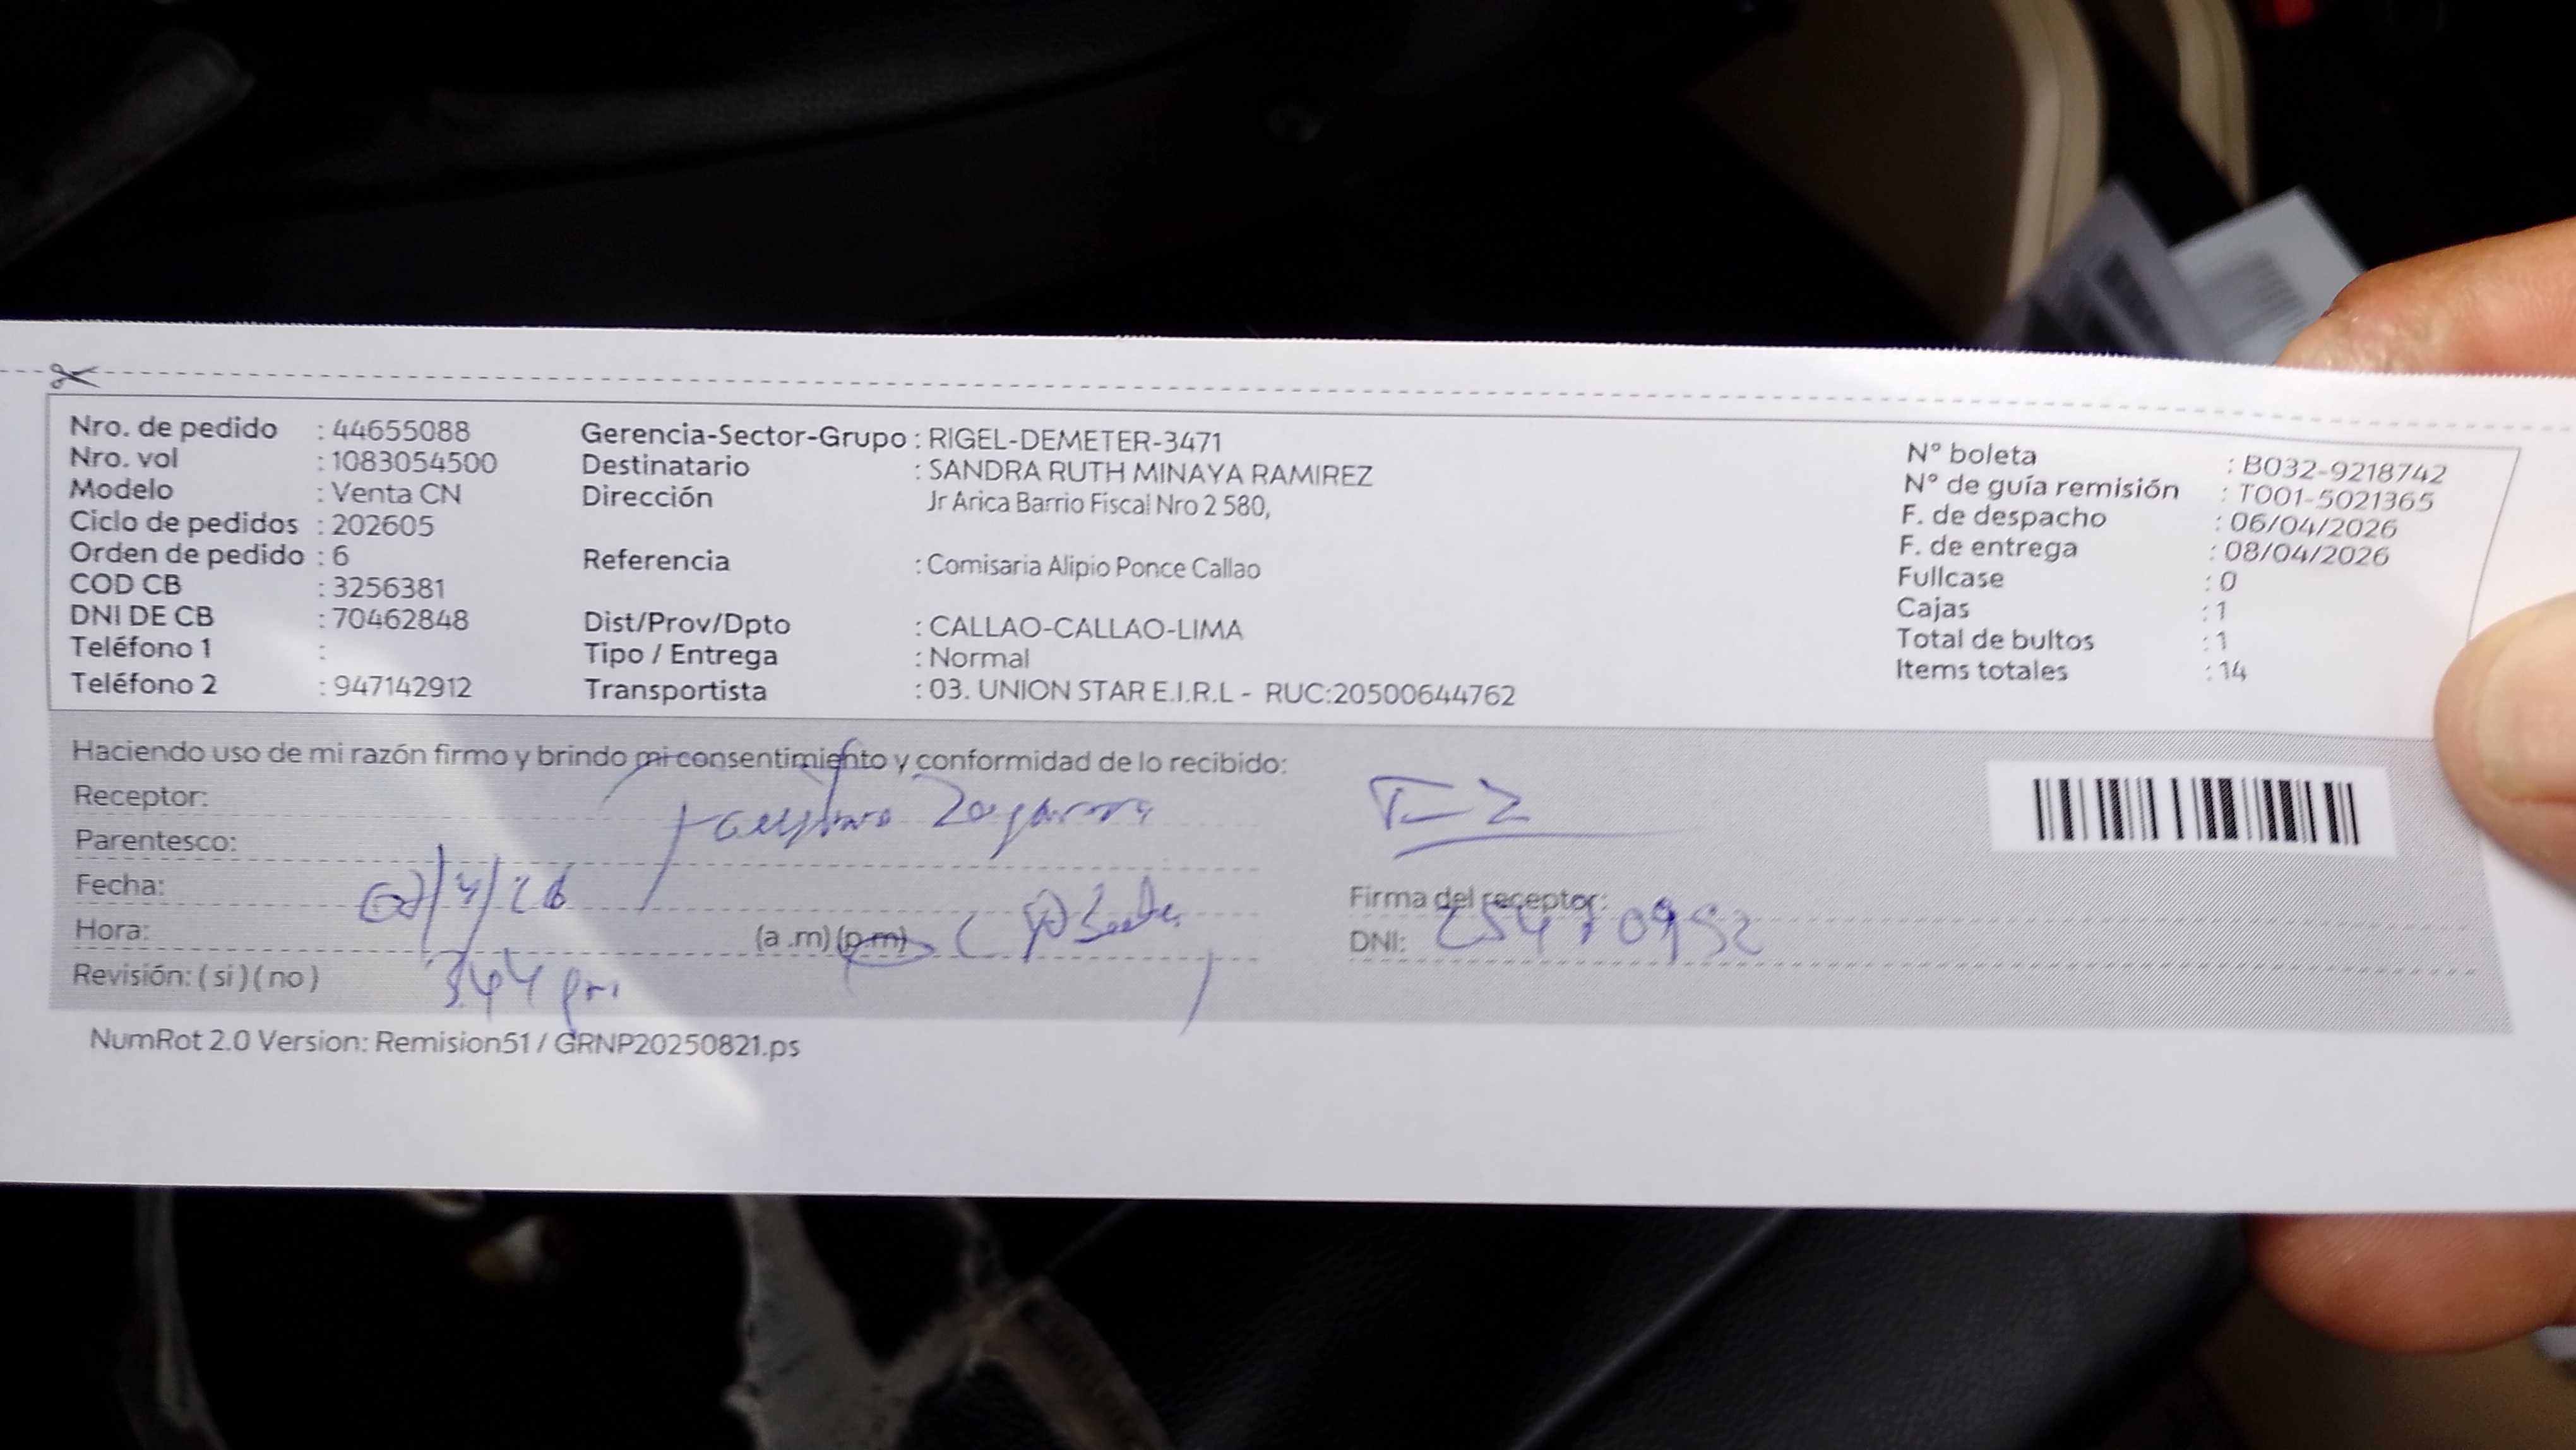 Nro. de pedido : 44655088
Nro. vol : 1083054500
Modelo : Venta CN
Ciclo de pedidos : 202605
Orden de pedido : 6
COD CB : 3256381
DNI DE CB : 70462848
Teléfono 1 :
Teléfono 2 : 947142912
Gerencia-Sector-Grupo : RIGEL-DEMETER-3471
Destinatario : SANDRA RUTH MINAYA RAMIREZ
Dirección Jr Arica Barrio Fiscal Nro 2 580,
Referencia : Comisaria Alipio Ponce Callao
Dist/Prov/Dpto : CALLAO-CALLAO-LIMA
Tipo / Entrega : Normal
Transportista : 03. UNION STAR E.I.R.L - RUC:20500644762
N° boleta : B032-9218742
N° de guía remisión : T001-5021365
F. de despacho : 06/04/2026
F. de entrega : 08/04/2026
Fullcase : 0
Cajas : 1
Total de bultos : 1
Items totales : 14
Haciendo uso de mi razón firmo y brindo mi consentimiento y conformidad de lo recibido:
Receptor:
Parentesco:
Fecha:
Hora: (a .m) (p.m)
Revisión: ( si ) ( no ) 344 pm
Firma del receptor:
DNI:
NumRot 2.0 Version: Remision51 / GRNP20250821.ps